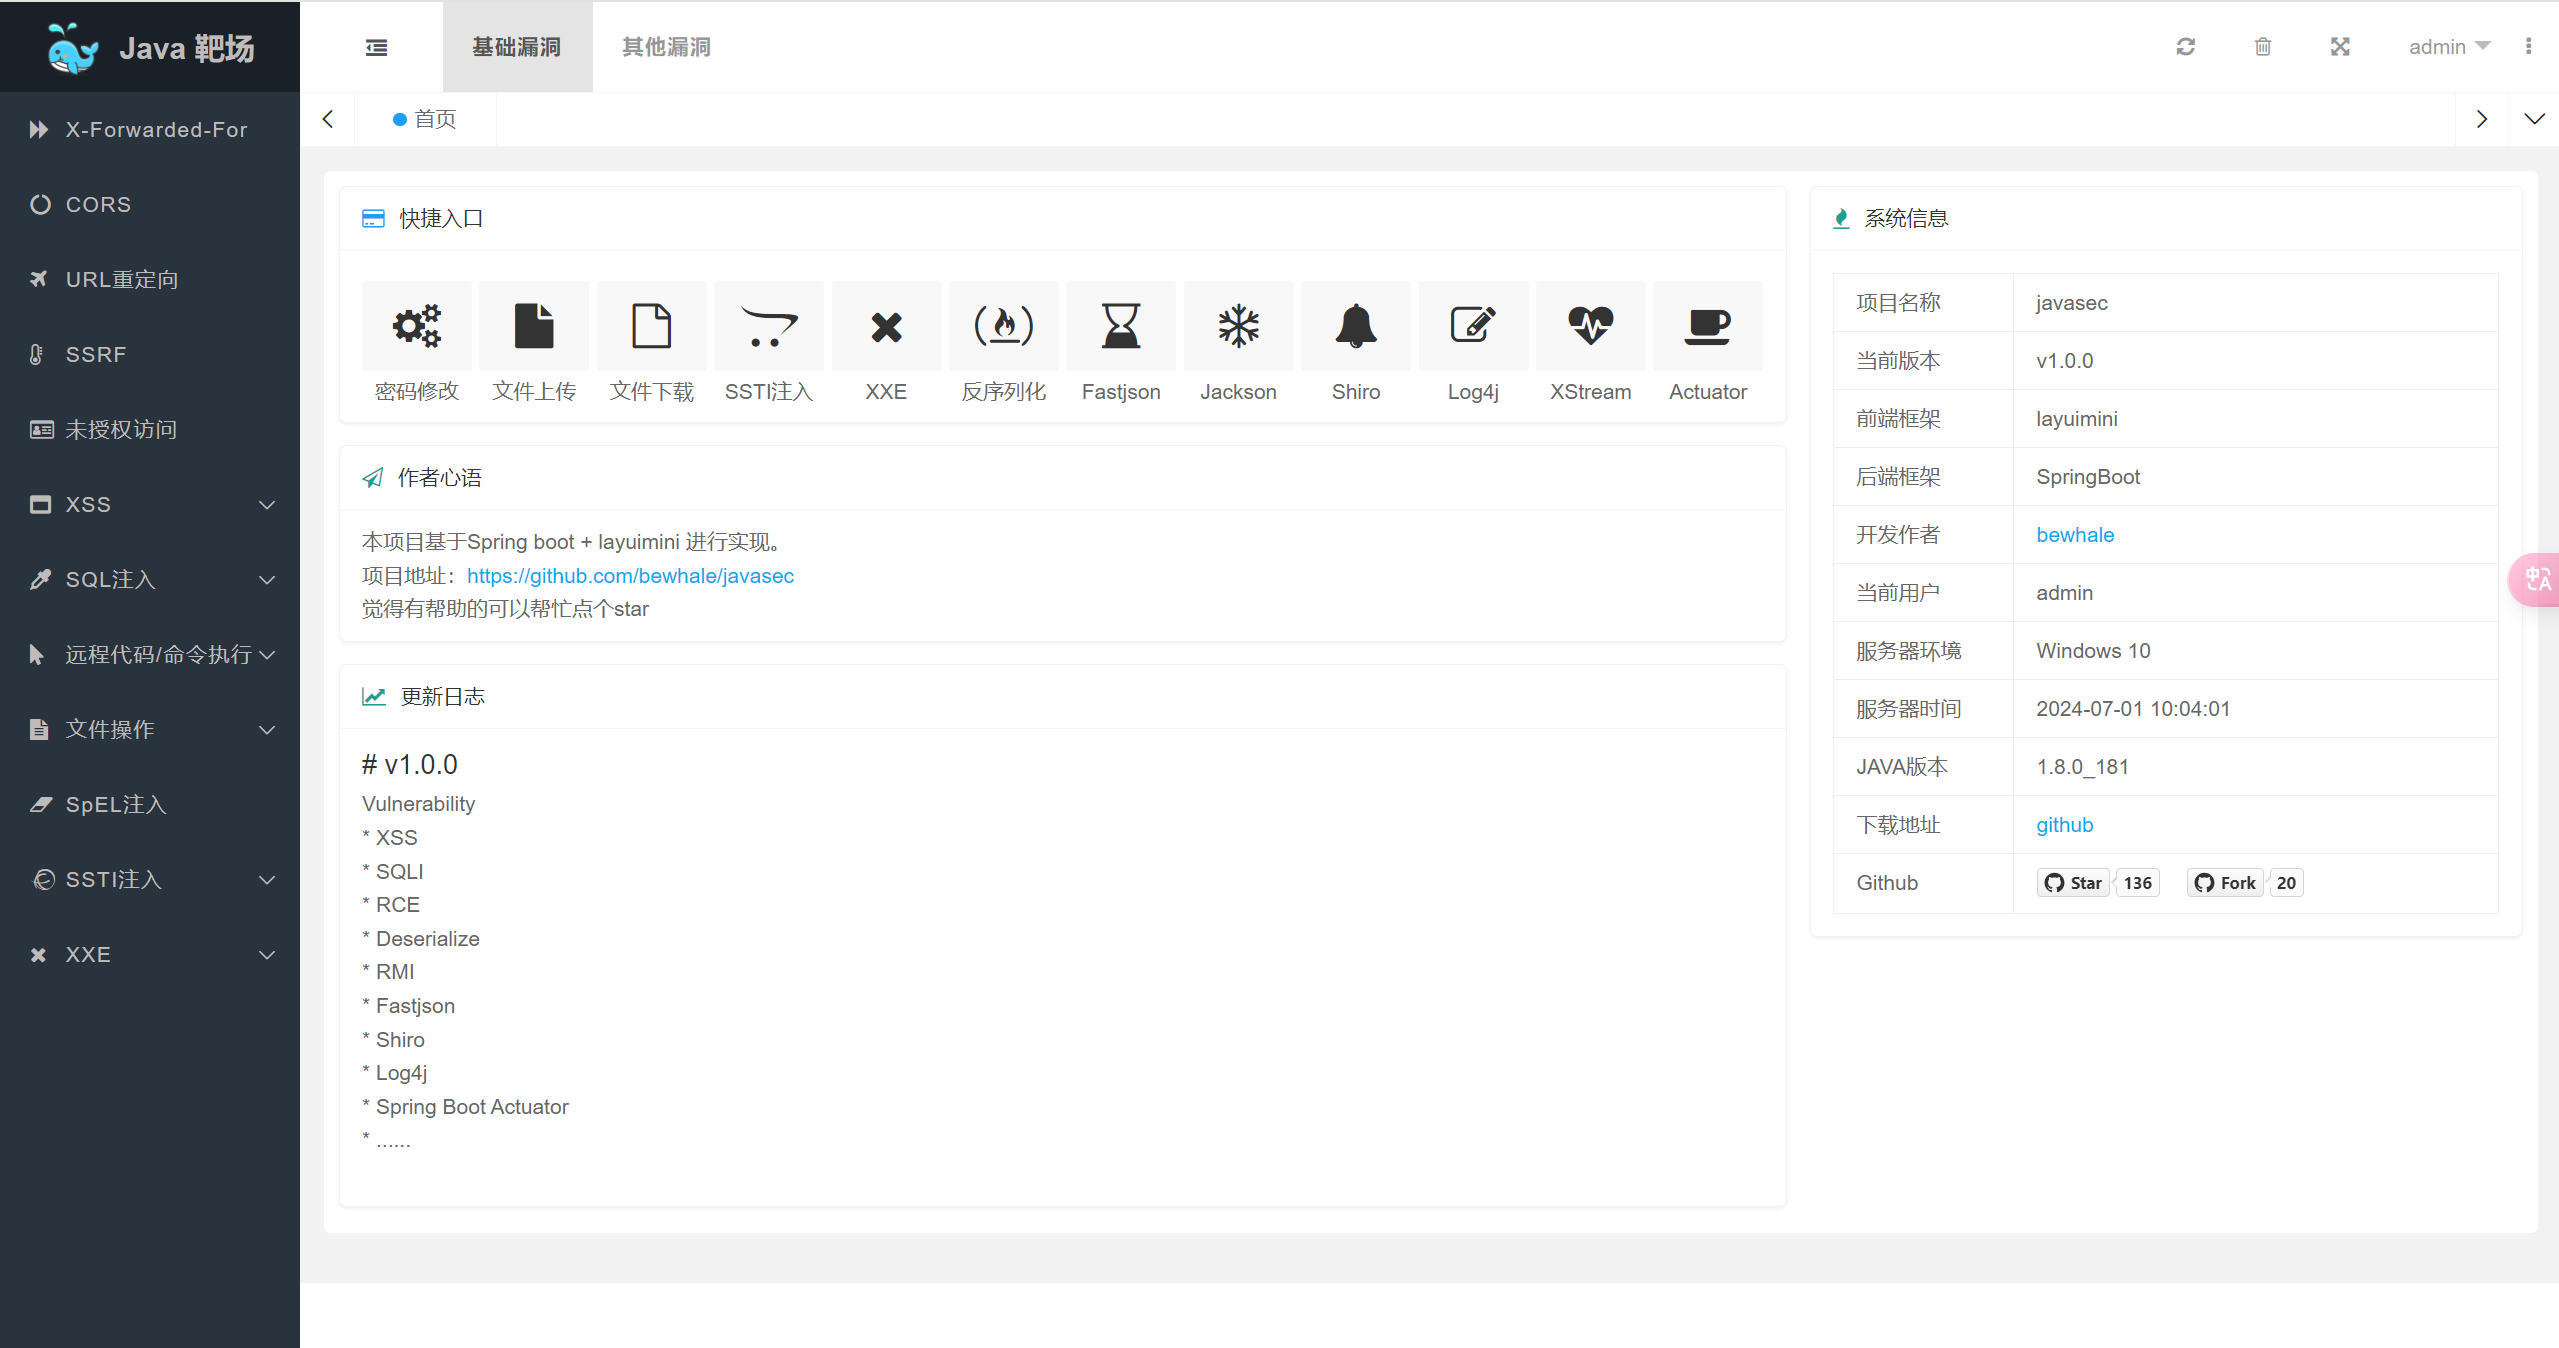 Java 靶场
X-Forwarded-For
CORS
URL重定向
SSRF
未授权访问
XSS
SQL注入
远程代码/命令执行
文件操作
SpEL注入
SSTI注入
XXE
基础漏洞
其他漏洞
admin
首页
快捷入口
密码修改
文件上传
文件下载
SSTI注入
XXE
反序列化
Fastjson
Jackson
Shiro
Log4j
XStream
Actuator
作者心语
本项目基于Spring boot + layuimini 进行实现。
项目地址：https://github.com/bewhale/javasec
觉得有帮助的可以帮忙点个star
更新日志
# v1.0.0
Vulnerability
* XSS
* SQLI
* RCE
* Deserialize
* RMI
* Fastjson
* Shiro
* Log4j
* Spring Boot Actuator
* ......
系统信息
项目名称 javasec
当前版本 v1.0.0
前端框架 layuimini
后端框架 SpringBoot
开发作者 bewhale
当前用户 admin
服务器环境 Windows 10
服务器时间 2024-07-01 10:04:01
JAVA版本 1.8.0_181
下载地址 github
Github Star 136 Fork 20
中A